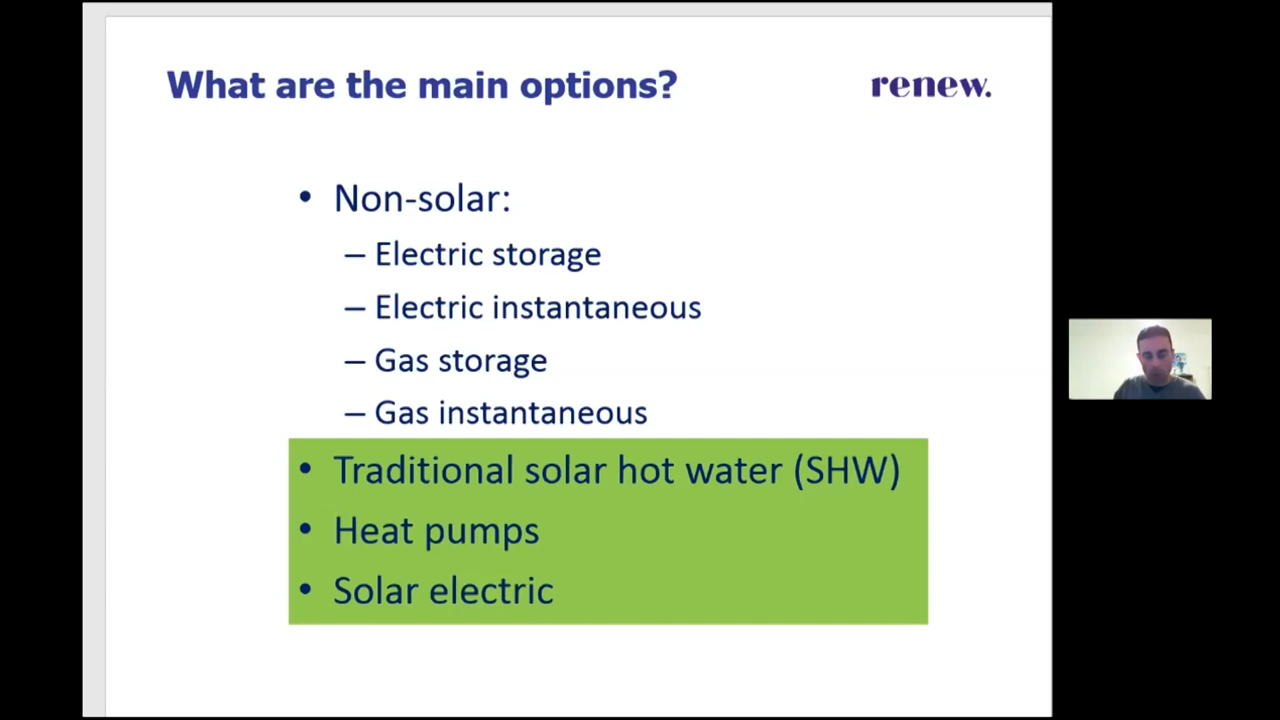 What are the main options?
renew.
• Non-solar:
– Electric storage
– Electric instantaneous
– Gas storage
– Gas instantaneous
• Traditional solar hot water (SHW)
• Heat pumps
• Solar electric